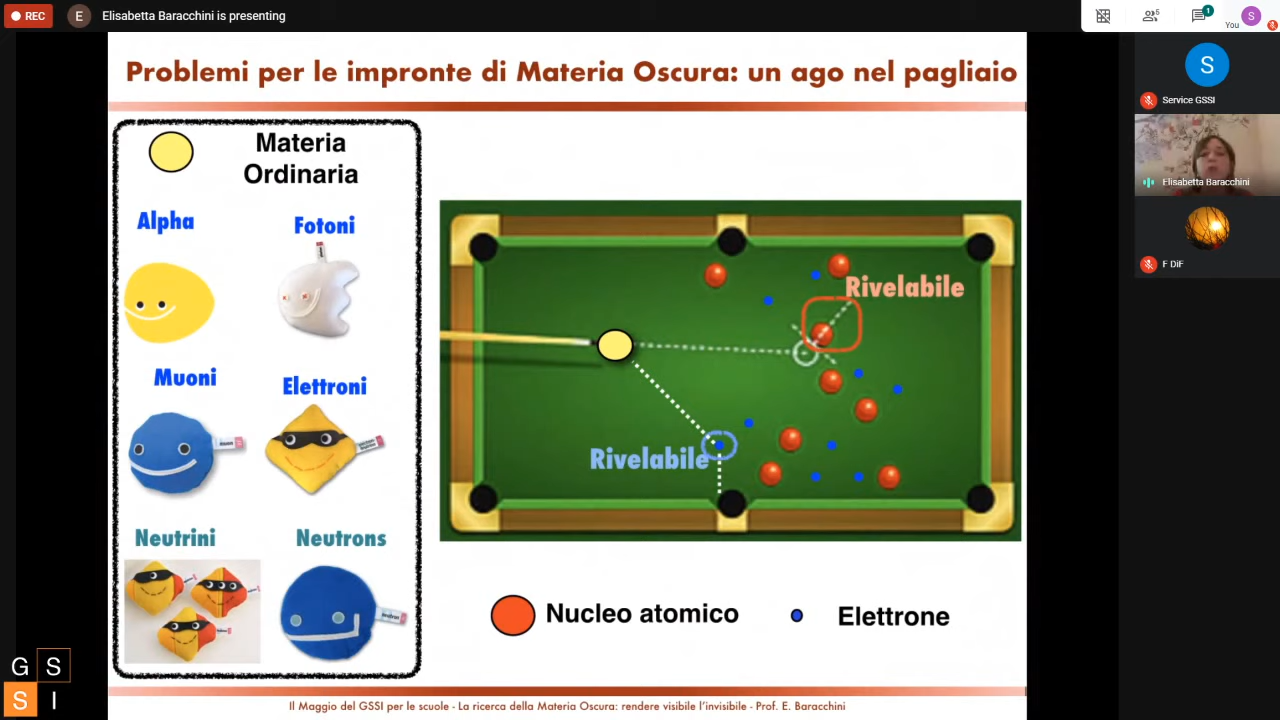 REC
E
Elisabetta Baracchini is presenting
6
1
You
S
Problemi per le impronte di Materia Oscura: un ago nel pagliaio
Materia
Ordinaria
Alpha
Fotoni
Muoni
Elettroni
Neutrini
Neutrons
Rivelabile
Rivelabile
Nucleo atomico
Elettrone
Il Maggio del GSSI per le scuole - La ricerca della Materia Oscura: rendere visibile l'invisibile - Prof. E. Baracchini
G S
S I
S
Service GSSI
Elisabetta Baracchini
F DiF